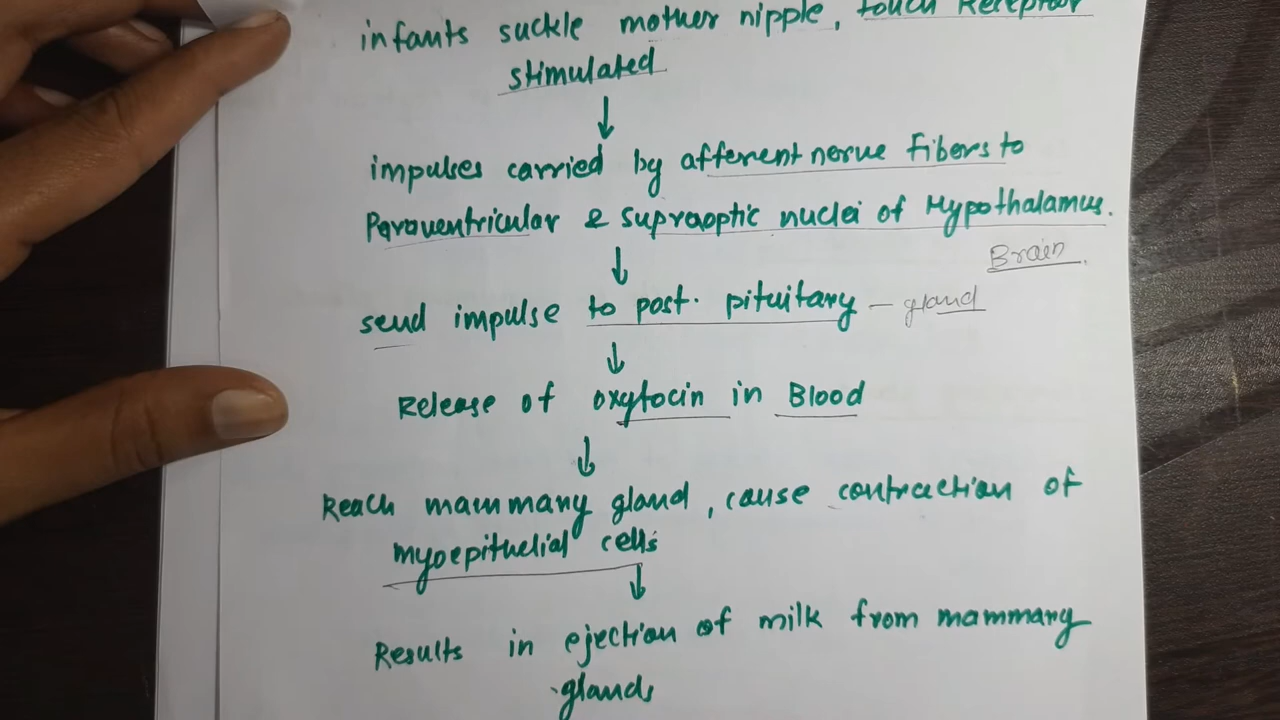 infants suckle mother nipple, touch Receptor
stimulated
↓
impulses carried by afferent nerve fibers to
Paraventricular & supraoptic nuclei of Hypothalamus.
Brain
↓
send impulse to post. pituitary – gland
↓
Release of oxytocin in Blood
↓
Reach mammary gland, cause contraction of
myoepithelial cells
↓
Results in ejection of milk from mammary
glands